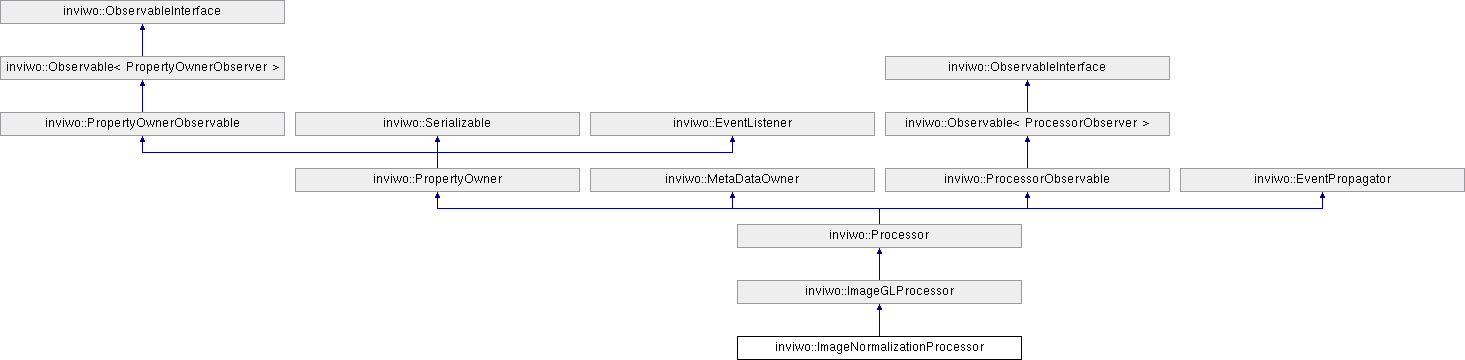 inviwo::ObservableInterface
inviwo::Observable< PropertyOwnerObserver >
inviwo::ObservableInterface
inviwo::PropertyOwnerObservable
inviwo::Serializable
inviwo::EventListener
inviwo::Observable< ProcessorObserver >
inviwo::PropertyOwner
inviwo::MetaDataOwner
inviwo::ProcessorObservable
inviwo::EventPropagator
inviwo::Processor
inviwo::ImageGLProcessor
inviwo::ImageNormalizationProcessor